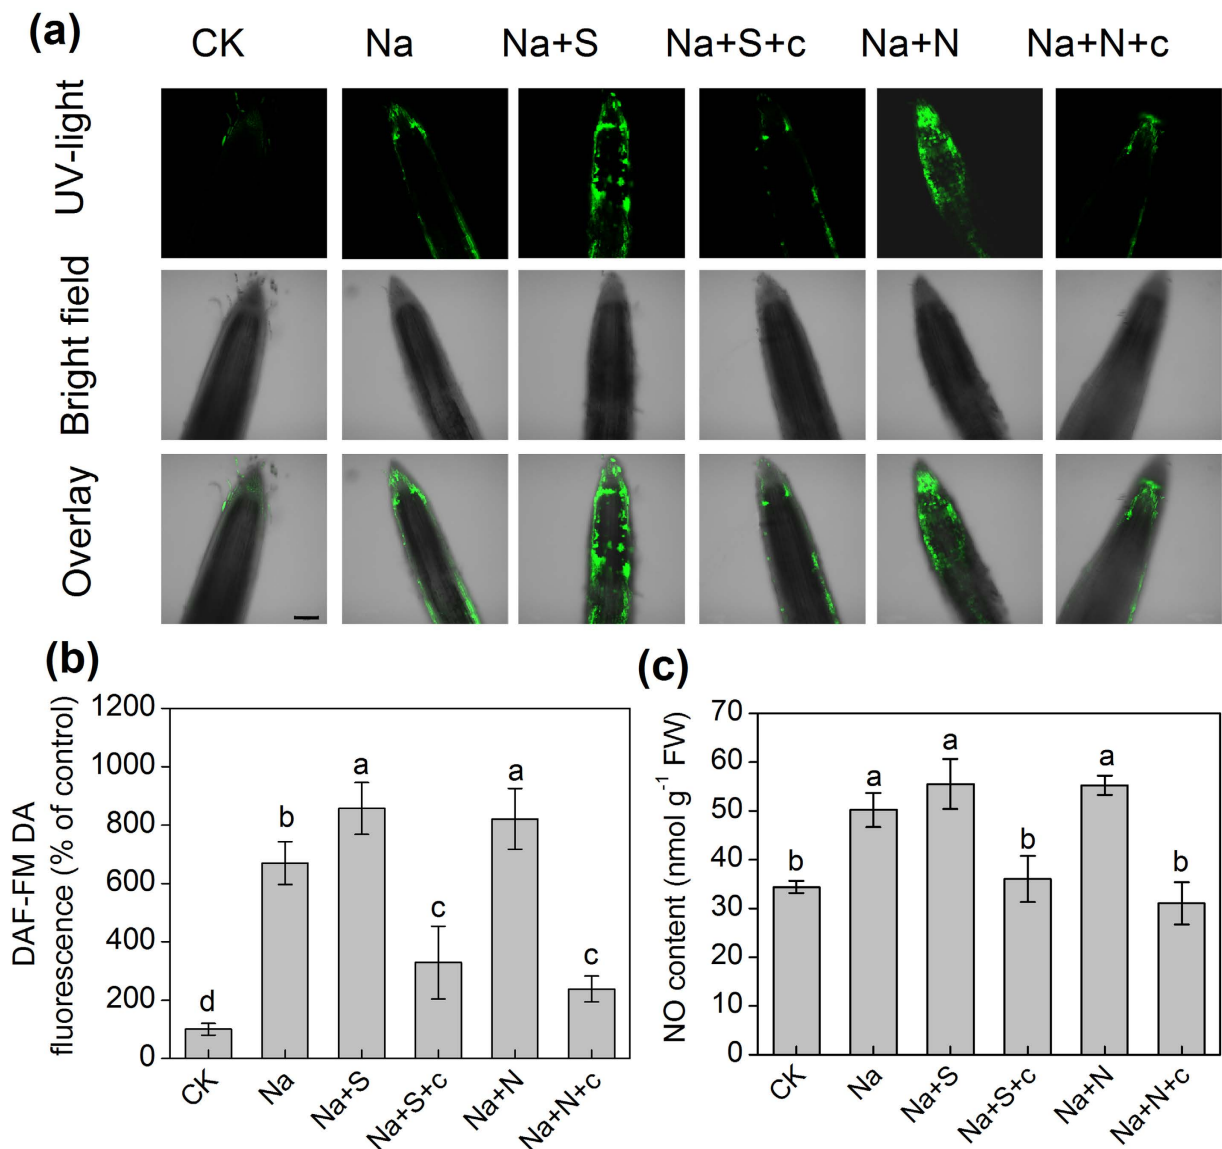 (a)
CK Na Na+S Na+S+c Na+N Na+N+c
UV-light
Bright field
Overlay
(b)
DAF-FM DA
fluorescence (% of control)
1200
1000
800
600
400
200
0
d
b
a
c
a
c
CK Na Na+S Na+S+c Na+N Na+N+c
(c)
NO content (nmol g⁻¹ FW)
70
60
50
40
30
20
10
0
b
a
a
b
a
b
CK Na Na+S Na+S+c Na+N Na+N+c